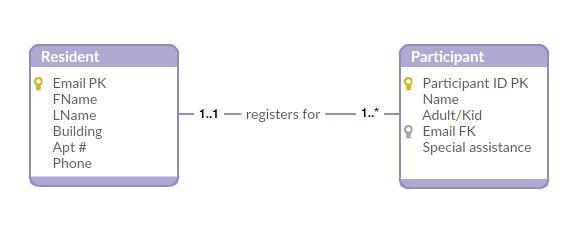 Resident
Email PK
FName
LName
Building
Apt #
Phone
1..1
registers for
1..*
Participant
Participant ID PK
Name
Adult/Kid
Email FK
Special assistance